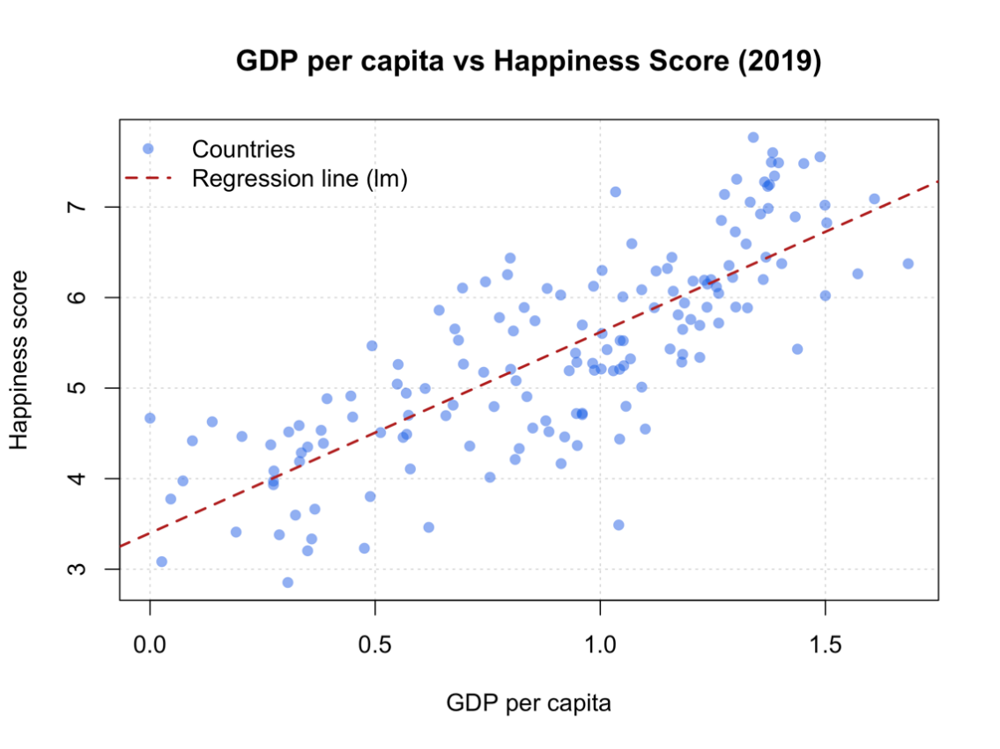 GDP per capita vs Happiness Score (2019)
Countries
Regression line (lm)
Happiness score
7
6
5
4
3
0.0 0.5 1.0 1.5
GDP per capita